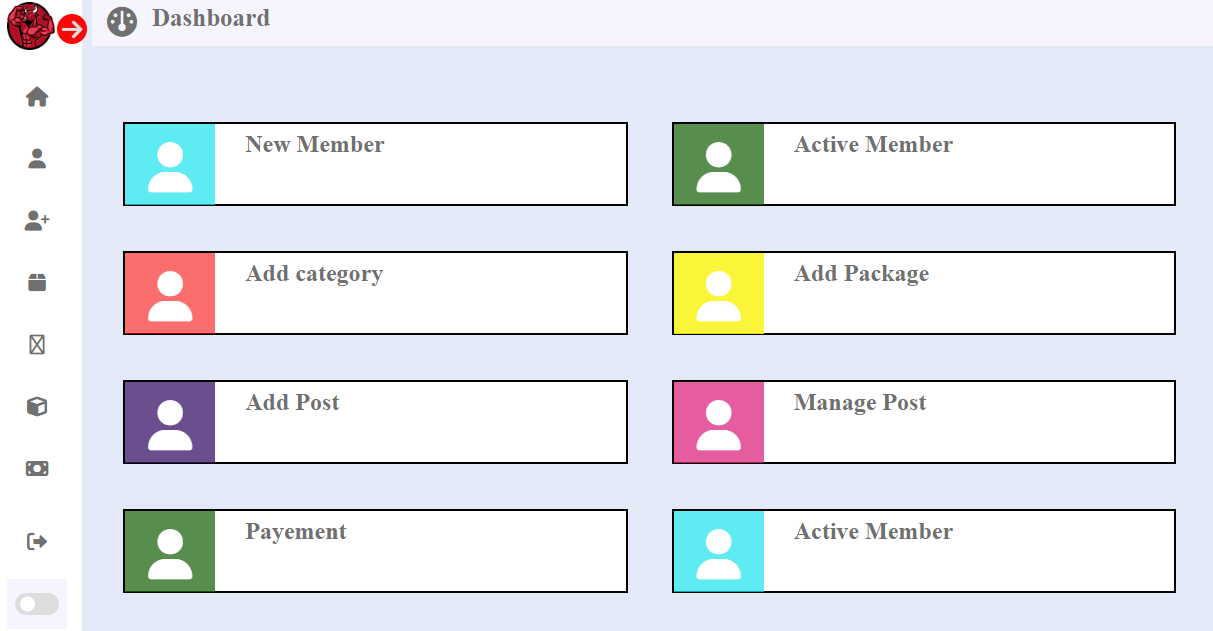 Dashboard
New Member
Active Member
Add category
Add Package
Add Post
Manage Post
Payement
Active Member